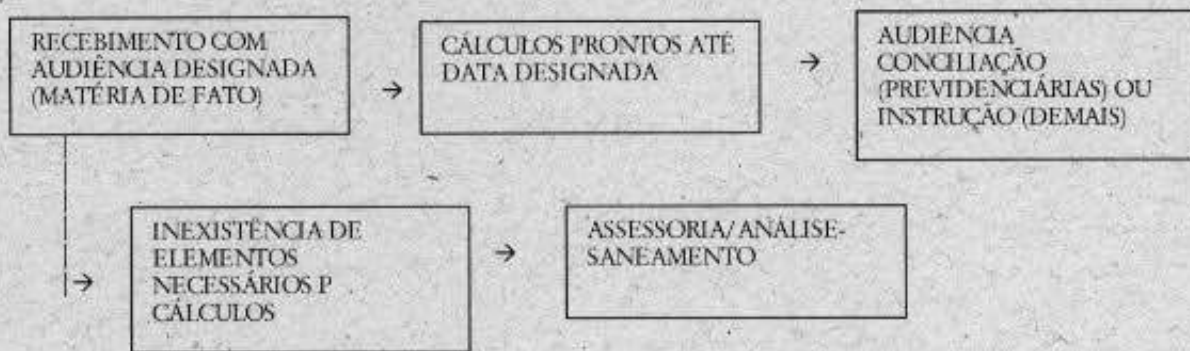 RECEBIMENTO COM
AUDIÊNCIA DESIGNADA
(MATÉRIA DE FATO)
→
CÁLCULOS PRONTOS ATÉ
DATA DESIGNADA
→
AUDIÊNCIA
CONCILIAÇÃO
(PREVIDENCIÁRIAS) OU
INSTRUÇÃO (DEMAIS)
→
INEXISTÊNCIA DE
ELEMENTOS
NECESSÁRIOS P
CÁLCULOS
→
ASSESSORIA/ANÁLISE-
SANEAMENTO